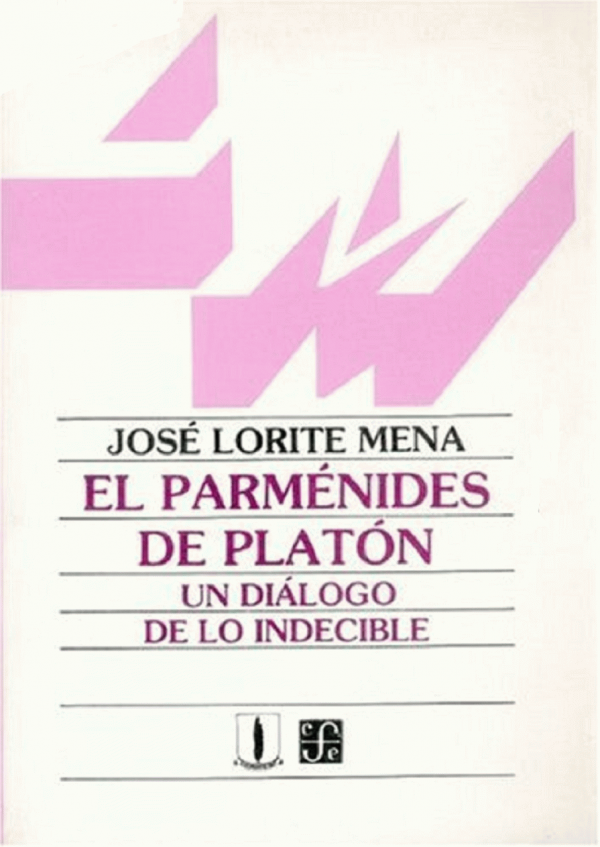 JOSÉ LORITE MENA
EL PARMÉNIDES
DE PLATÓN
UN DIÁLOGO
DE LO INDECIBLE
c f e